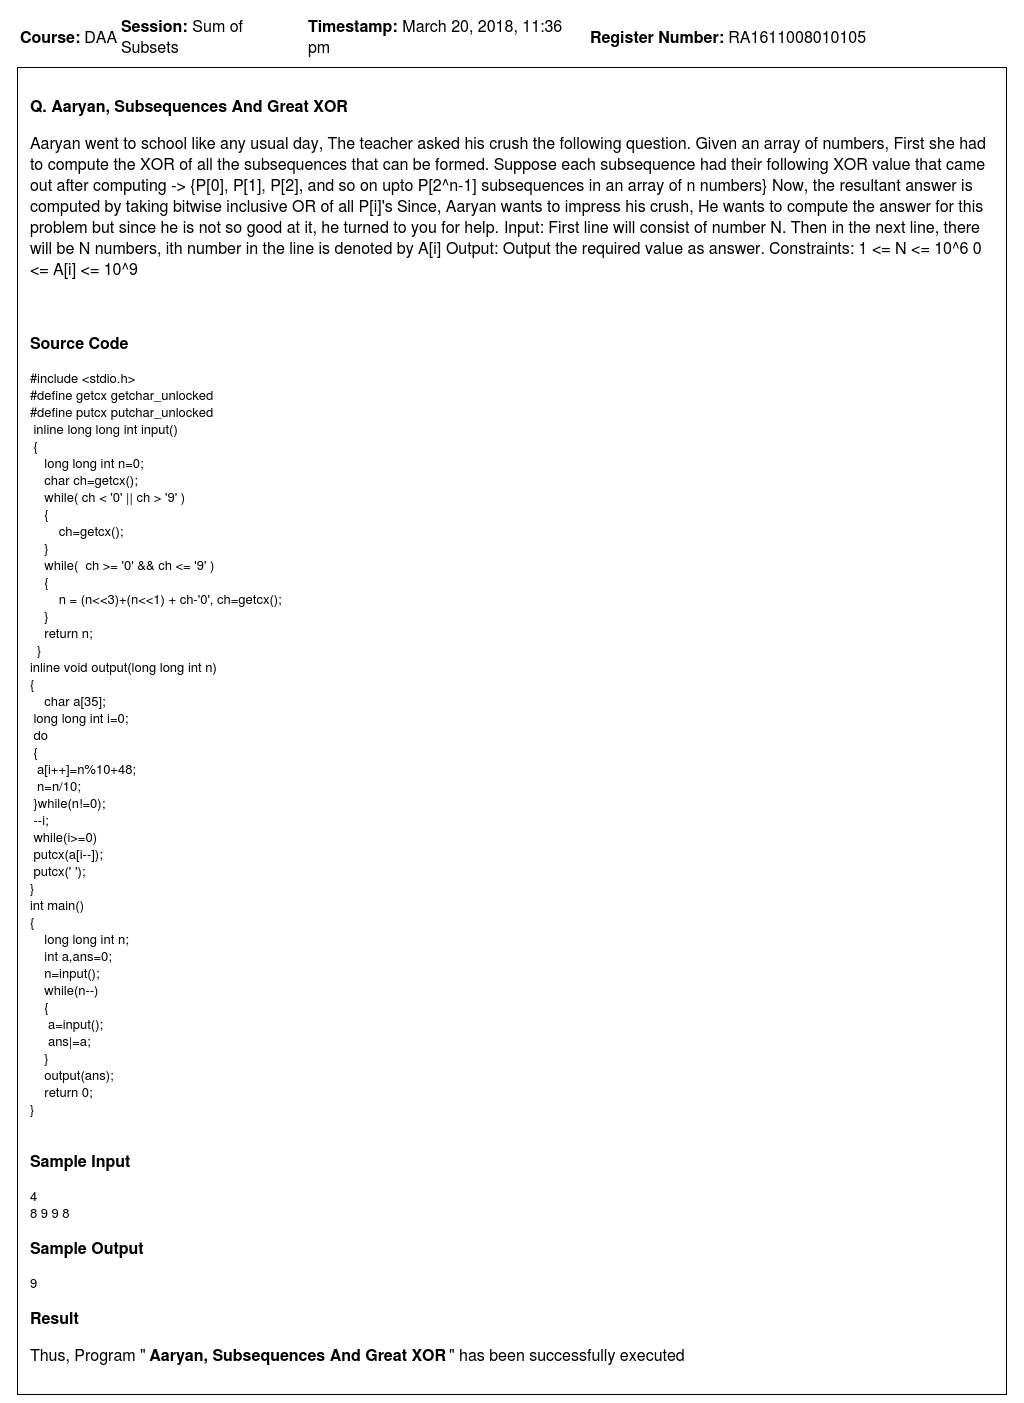 Course: DAA Session: Sum of Subsets Timestamp: March 20, 2018, 11:36 pm Register Number: RA1611008010105
Q. Aaryan, Subsequences And Great XOR
Aaryan went to school like any usual day, The teacher asked his crush the following question. Given an array of numbers, First she had
to compute the XOR of all the subsequences that can be formed. Suppose each subsequence had their following XOR value that came
out after computing -> {P[0], P[1], P[2], and so on upto P[2^n-1] subsequences in an array of n numbers} Now, the resultant answer is
computed by taking bitwise inclusive OR of all P[i]'s Since, Aaryan wants to impress his crush, He wants to compute the answer for this
problem but since he is not so good at it, he turned to you for help. Input: First line will consist of number N. Then in the next line, there
will be N numbers, ith number in the line is denoted by A[i] Output: Output the required value as answer. Constraints: 1 <= N <= 10^6 0
<= A[i] <= 10^9
Source Code
#include <stdio.h>
#define getcx getchar_unlocked
#define putcx putchar_unlocked
inline long long int input()
{
long long int n=0;
char ch=getcx();
while( ch < '0' || ch > '9' )
{
ch=getcx();
}
while(  ch >= '0' && ch <= '9' )
{
n = (n<<3)+(n<<1) + ch-'0', ch=getcx();
}
return n;
}
inline void output(long long int n)
{
char a[35];
long long int i=0;
do
{
a[i++]=n%10+48;
n=n/10;
}while(n!=0);
--i;
while(i>=0)
putcx(a[i--]);
putcx(' ');
}
int main()
{
long long int n;
int a,ans=0;
n=input();
while(n--)
{
a=input();
ans|=a;
}
output(ans);
return 0;
}
Sample Input
4
8 9 9 8
Sample Output
9
Result
Thus, Program " Aaryan, Subsequences And Great XOR " has been successfully executed